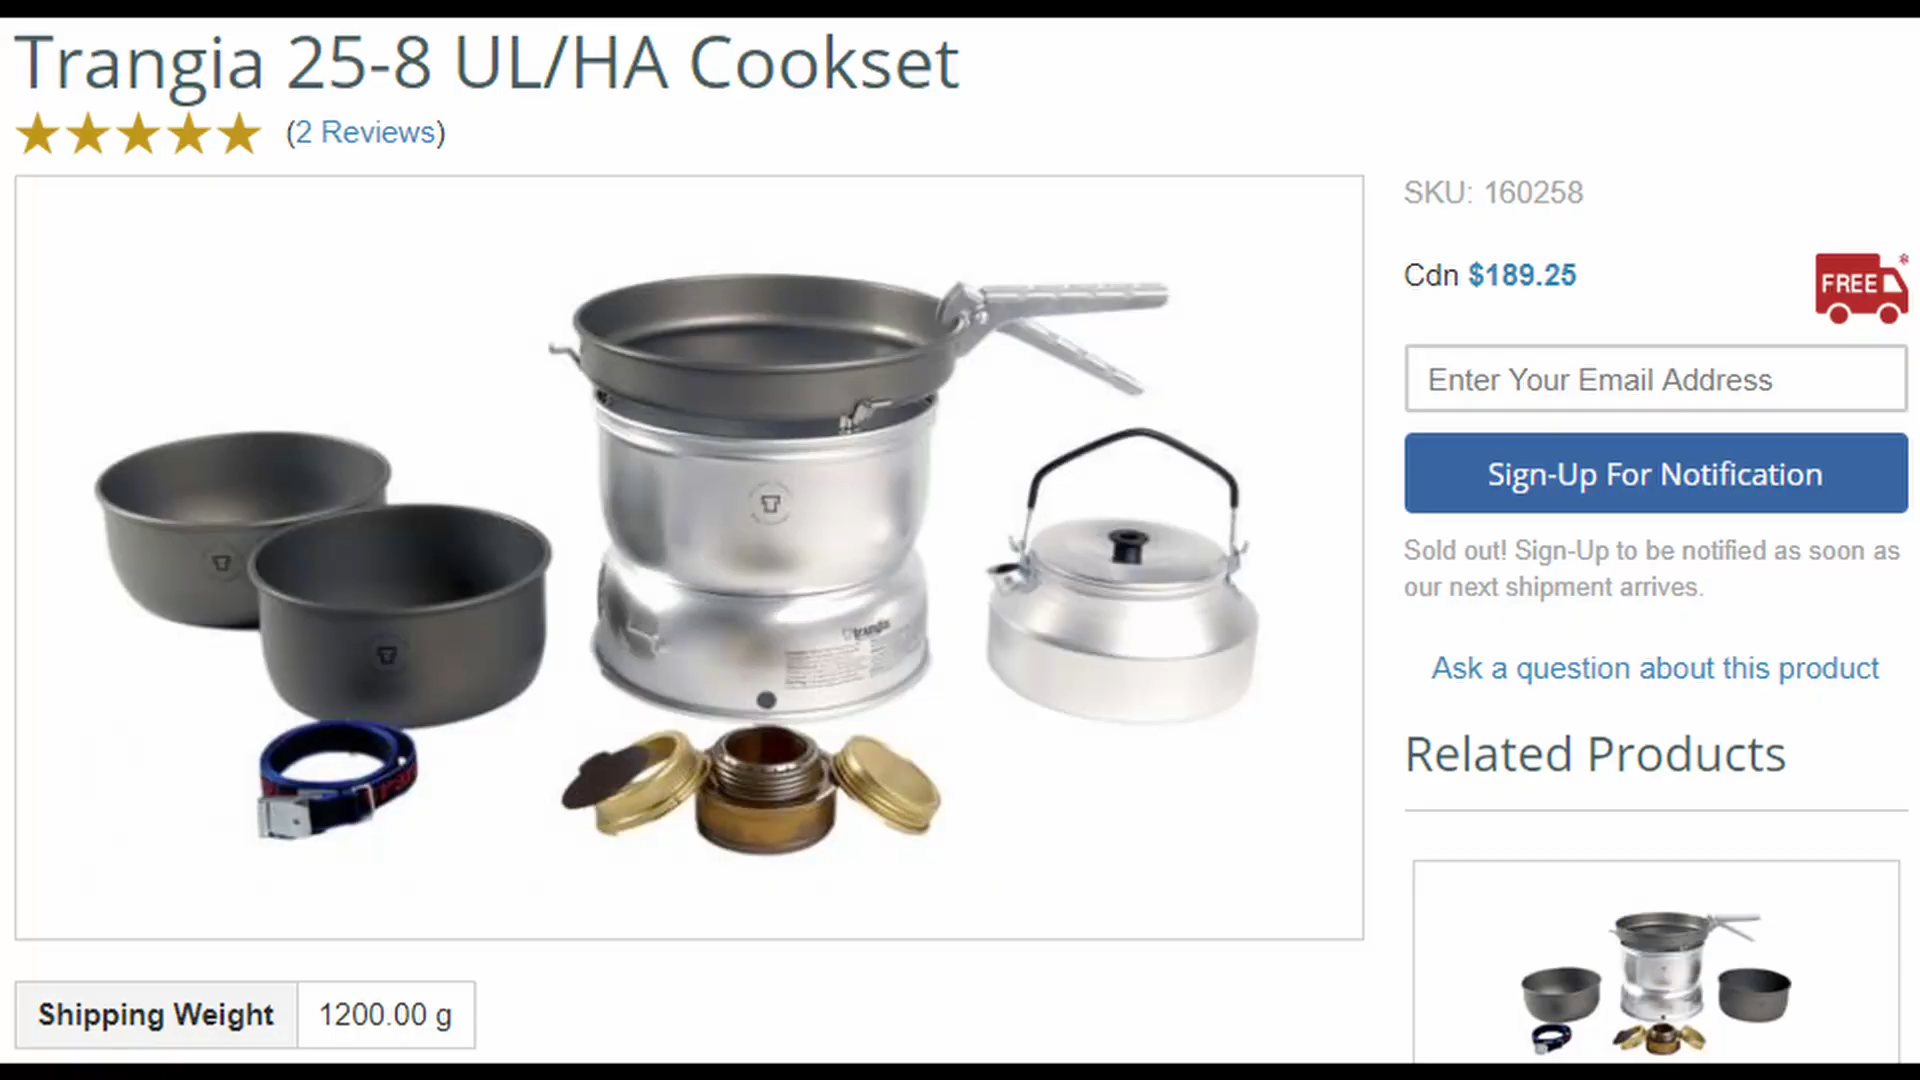 Trangia 25-8 UL/HA Cookset
(2 Reviews)
SKU: 160258
Cdn $189.25
FREE*
Enter Your Email Address
Sign-Up For Notification
Sold out! Sign-Up to be notified as soon as
our next shipment arrives.
Ask a question about this product
Related Products
trangia
Shipping Weight 1200.00 g